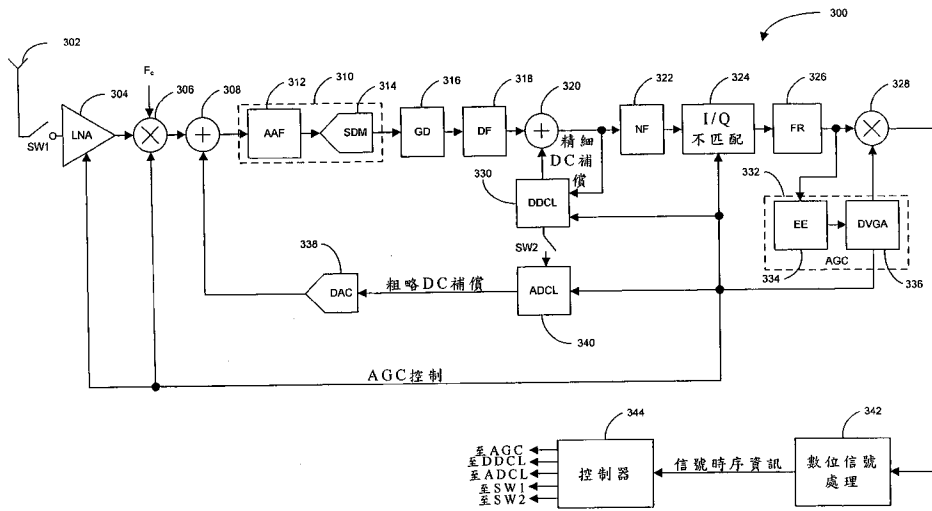 300
302
F_c
304
306
308
312
310
314
316
318
320
322
324
326
328
LNA
SW1
AAF
SDM
GD
DF
NF
I/Q
不匹配
FR
精細
DC補償
330
DDCL
SW2
332
EE
DVGA
334
AGC
336
338
DAC
粗略DC補償
ADCL
340
AGC控制
344
342
至AGC
至DDCL
至ADCL
至SW1
至SW2
控制器
信號時序資訊
數位信號
處理